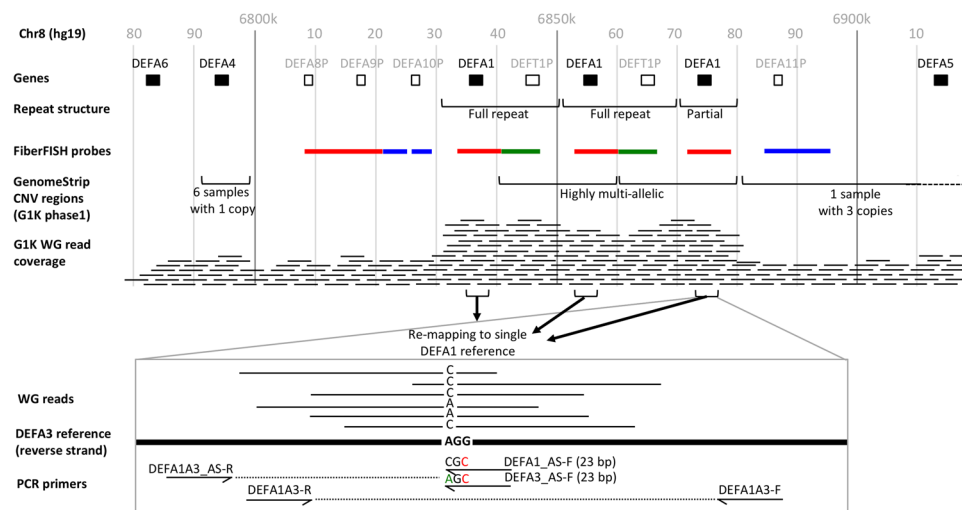 6800k 6850k 6900k
Chr8 (hg19)
80 90 10 20 30 40 60 70 80 90 10
DEFA6 DEFA4 DEFA8P DEFA9P DEFA10P DEFA1 DEFT1P DEFA1 DEFT1P DEFA1 DEFA11P DEFA5
Genes
Repeat structure
Full repeat Full repeat Partial
FiberFISH probes
GenomeStrip
CNV regions
(G1K phase1)
6 samples
with 1 copy
Highly multi-allelic
1 sample
with 3 copies
G1K WG read
coverage
Re-mapping to single
DEFA1 reference
WG reads
C
C
C
A
A
C
DEFA3 reference
(reverse strand)
AGG
PCR primers
DEFA1A3_AS-R
CGC DEFA1_AS-F (23 bp)
AGC DEFA3_AS-F (23 bp)
DEFA1A3-R DEFA1A3-F